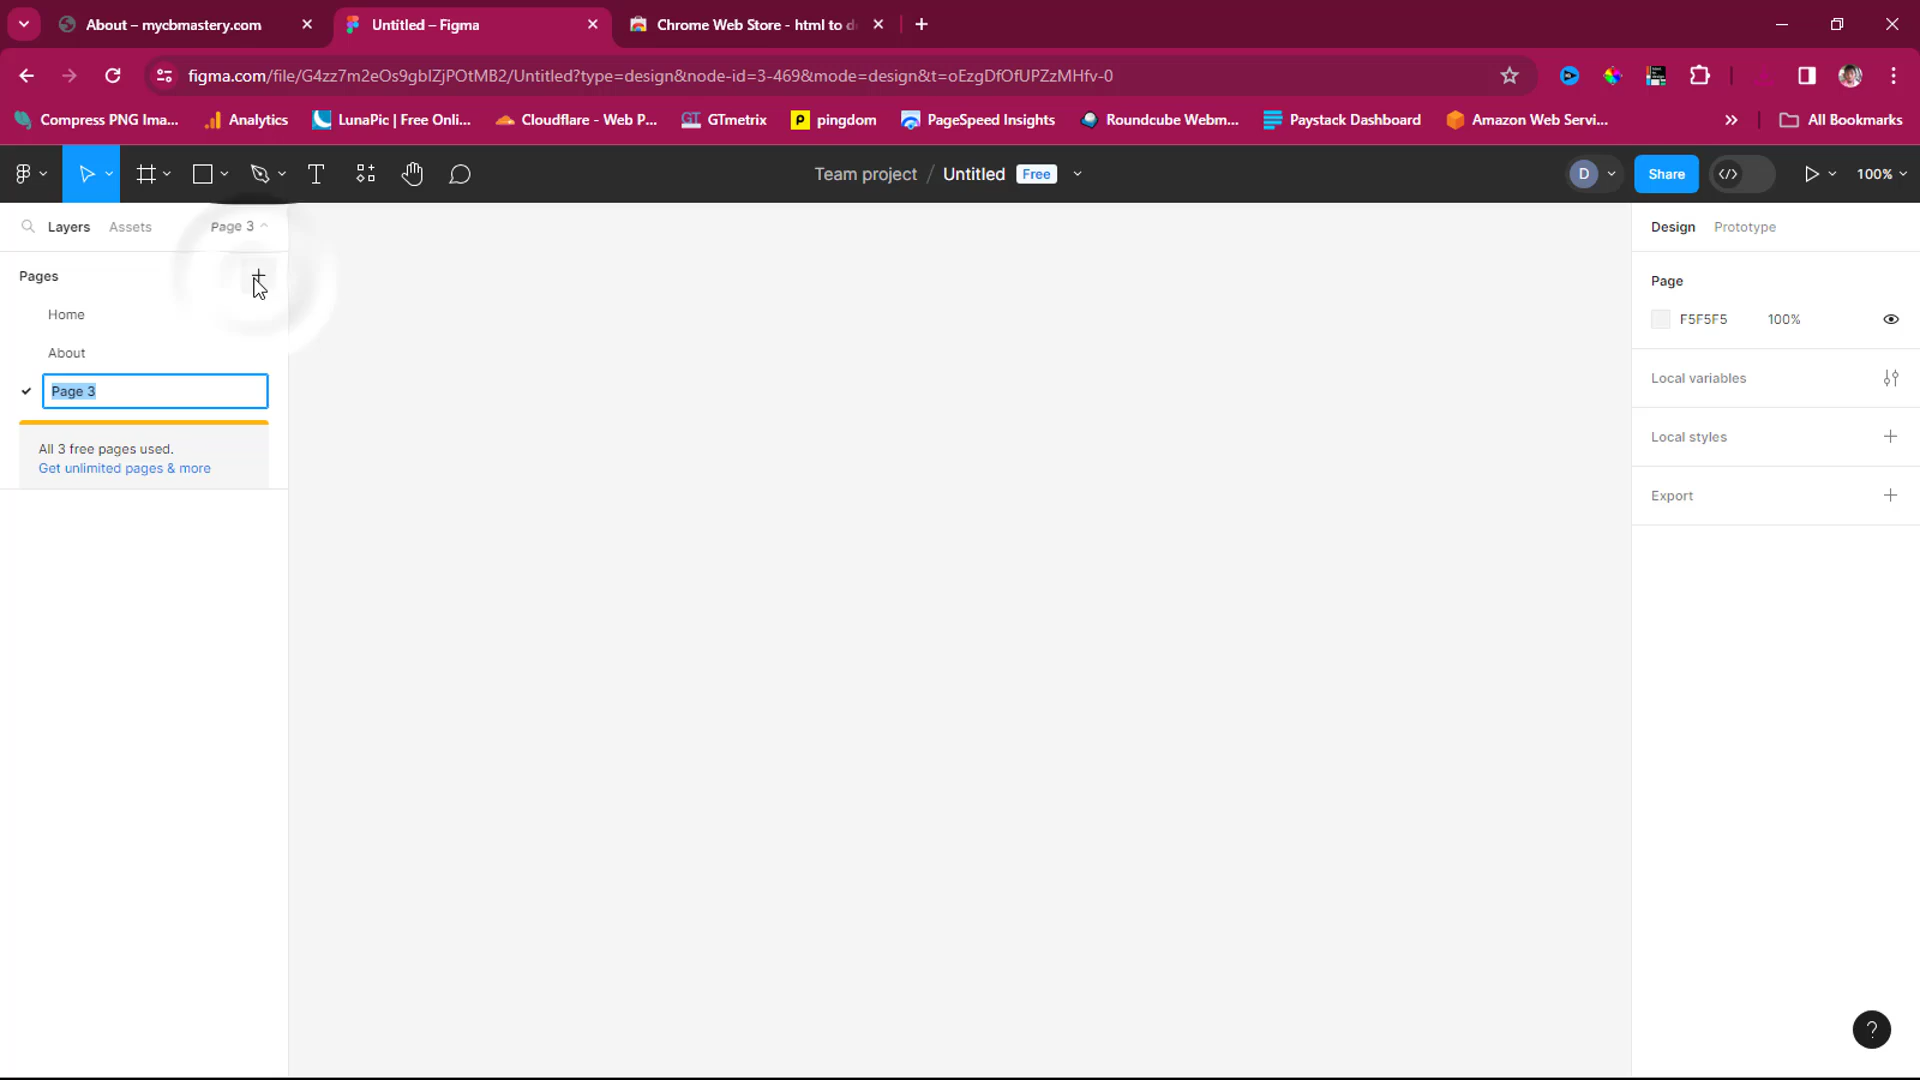 About – mycbmastery.com
Untitled – Figma
Chrome Web Store - html to d
figma.com/file/G4zz7m2eOs9gbIZjPOtMB2/Untitled?type=design&node-id=3-469&mode=design&t=oEzgDfOfUPZzMHfv-0
Compress PNG Ima...
Analytics
LunaPic | Free Onli...
Cloudflare - Web P...
GTmetrix
pingdom
PageSpeed Insights
Roundcube Webm...
Paystack Dashboard
Amazon Web Servi...
»
All Bookmarks
Team project / Untitled
Free
D
Share
100%
Layers
Assets
Page 3
Design
Prototype
Pages
Home
About
Page 3
All 3 free pages used.
Get unlimited pages & more
Page
F5F5F5
100%
Local variables
Local styles
Export
?